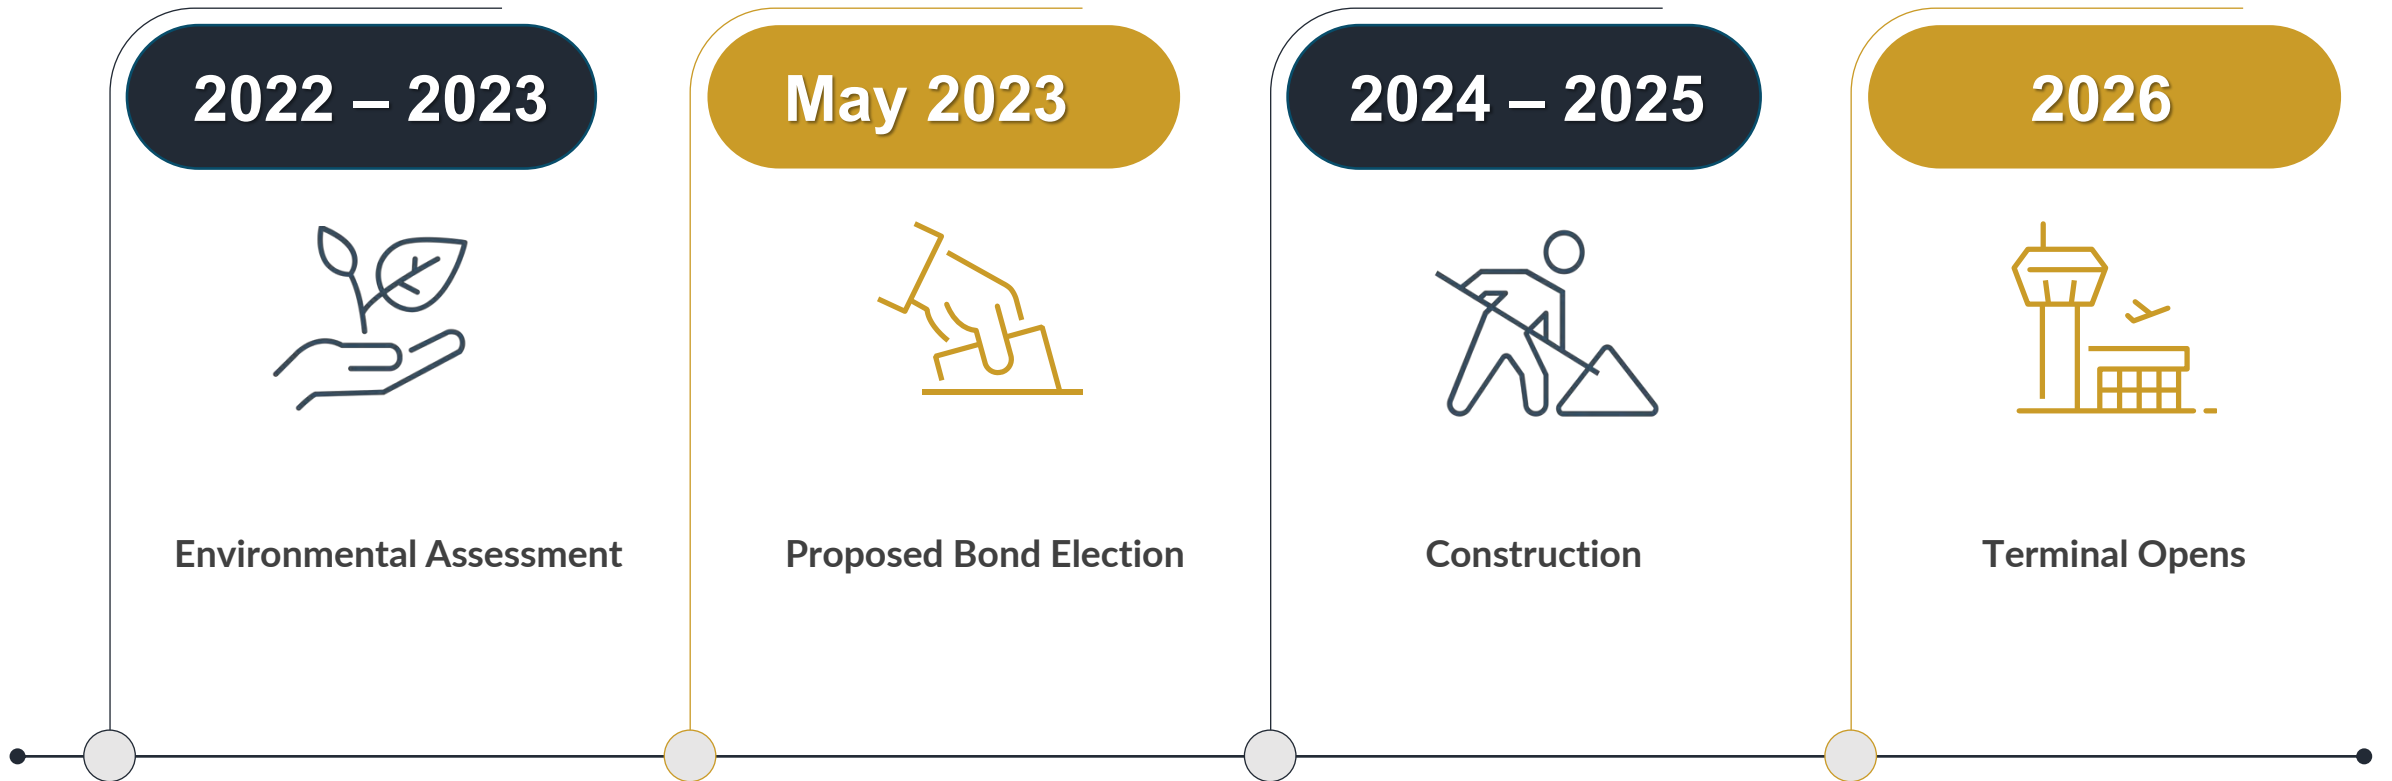 2022 – 2023
Environmental Assessment
May 2023
Proposed Bond Election
2024 – 2025
Construction
2026
Terminal Opens